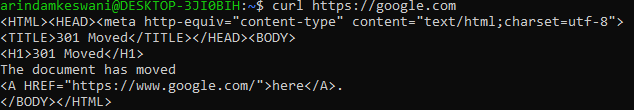 arindamkeswani@DESKTOP-3JI0BIH:~$ curl https://google.com
<HTML><HEAD><meta http-equiv="content-type" content="text/html;charset=utf-8">
<TITLE>301 Moved</TITLE></HEAD><BODY>
<H1>301 Moved</H1>
The document has moved
<A HREF="https://www.google.com/">here</A>.
</BODY></HTML>